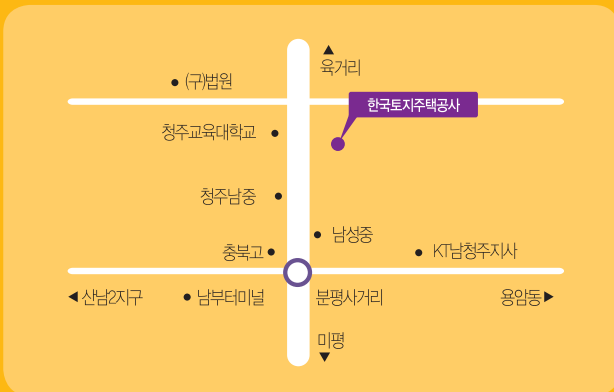 ▲
육거리
(구)법원
한국토지주택공사
청주교육대학교
청주남중
남성중
충북고
KT남청주지사
◀산남2지구
남부터미널
분평사거리
용암동▶
미평
▼